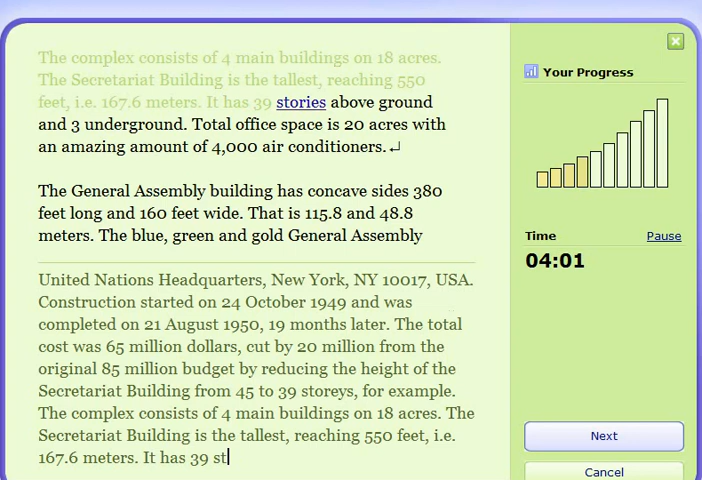 The complex consists of 4 main buildings on 18 acres.
The Secretariat Building is the tallest, reaching 550
feet, i.e. 167.6 meters. It has 39 stories above ground
and 3 underground. Total office space is 20 acres with
an amazing amount of 4,000 air conditioners. ↵
The General Assembly building has concave sides 380
feet long and 160 feet wide. That is 115.8 and 48.8
meters. The blue, green and gold General Assembly
United Nations Headquarters, New York, NY 10017, USA.
Construction started on 24 October 1949 and was
completed on 21 August 1950, 19 months later. The total
cost was 65 million dollars, cut by 20 million from the
original 85 million budget by reducing the height of the
Secretariat Building from 45 to 39 storeys, for example.
The complex consists of 4 main buildings on 18 acres. The
Secretariat Building is the tallest, reaching 550 feet, i.e.
167.6 meters. It has 39 st
Your Progress
Time
Pause
04:01
Next
Cancel